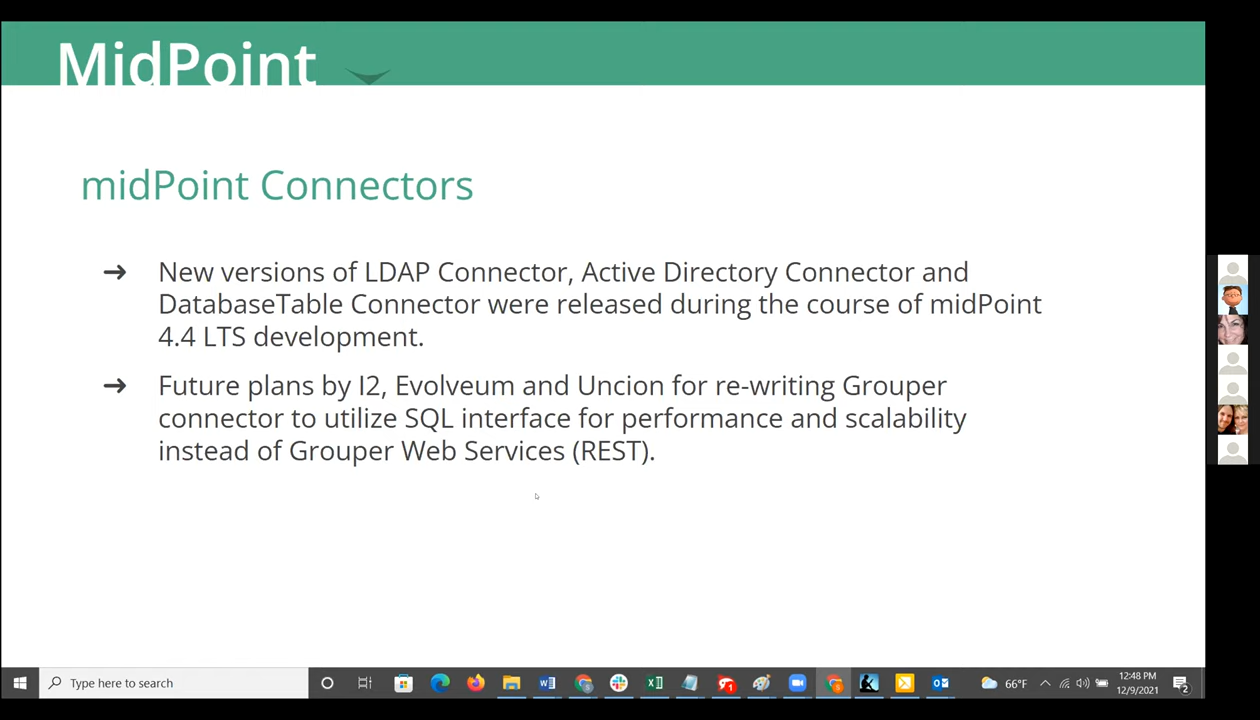 MidPoint
midPoint Connectors
➔ New versions of LDAP Connector, Active Directory Connector and
DatabaseTable Connector were released during the course of midPoint
4.4 LTS development.
➔ Future plans by I2, Evolveum and Uncion for re-writing Grouper
connector to utilize SQL interface for performance and scalability
instead of Grouper Web Services (REST).
Type here to search
66°F
12:48 PM
12/9/2021
2